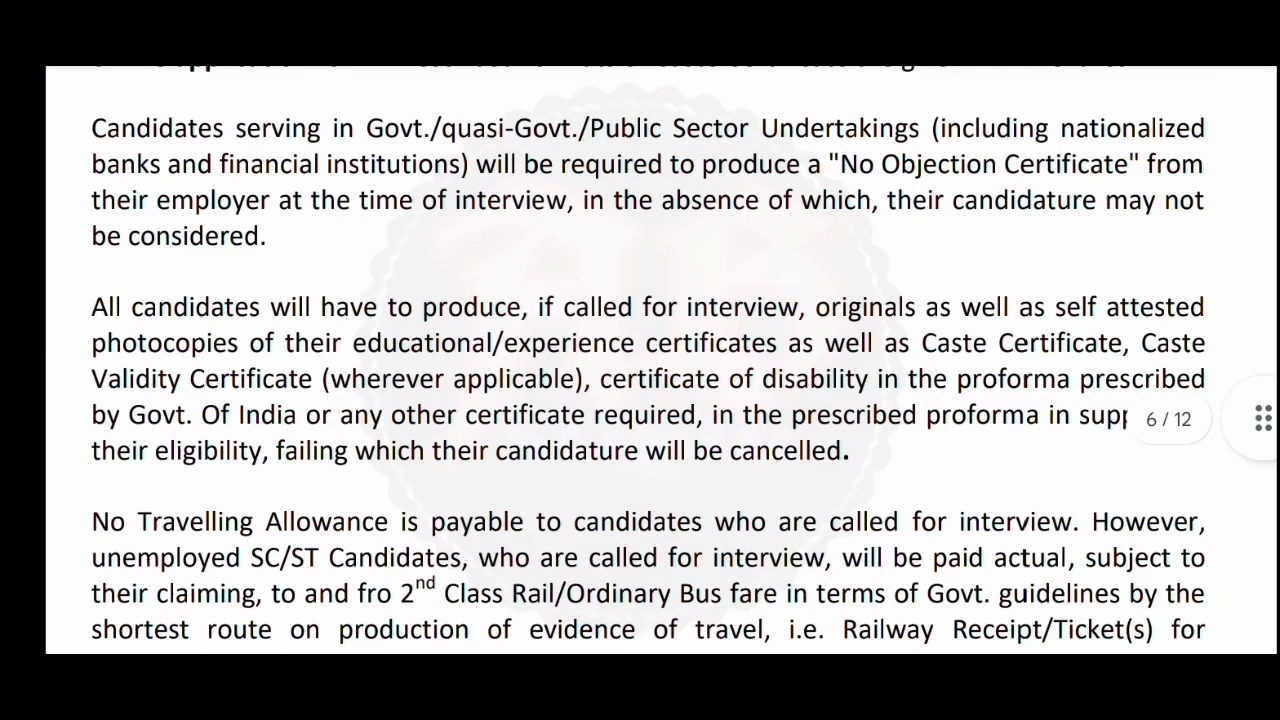 Candidates serving in Govt./quasi-Govt./Public Sector Undertakings (including nationalized
banks and financial institutions) will be required to produce a "No Objection Certificate" from
their employer at the time of interview, in the absence of which, their candidature may not
be considered.
All candidates will have to produce, if called for interview, originals as well as self attested
photocopies of their educational/experience certificates as well as Caste Certificate, Caste
Validity Certificate (wherever applicable), certificate of disability in the proforma prescribed
by Govt. Of India or any other certificate required, in the prescribed proforma in supp
6 / 12
their eligibility, failing which their candidature will be cancelled.
No Travelling Allowance is payable to candidates who are called for interview. However,
unemployed SC/ST Candidates, who are called for interview, will be paid actual, subject to
their claiming, to and fro 2nd Class Rail/Ordinary Bus fare in terms of Govt. guidelines by the
shortest route on production of evidence of travel, i.e. Railway Receipt/Ticket(s) for